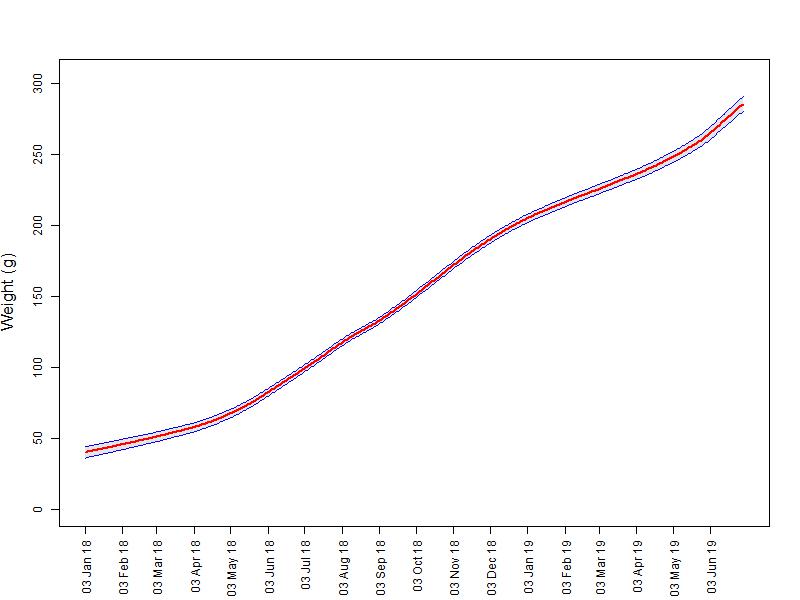 Weight (g)
300
250
200
150
100
50
0
03 Jan 18
03 Feb 18
03 Mar 18
03 Apr 18
03 May 18
03 Jun 18
03 Jul 18
03 Aug 18
03 Sep 18
03 Oct 18
03 Nov 18
03 Dec 18
03 Jan 19
03 Feb 19
03 Mar 19
03 Apr 19
03 May 19
03 Jun 19